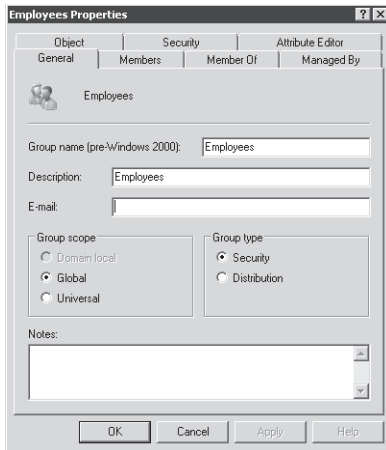 Employees Properties
Object Security Attribute Editor
General Members Member Of Managed By
Employees
Group name (pre-Windows 2000): Employees
Description: Employees
E-mail:
Group scope Group type
Domain local Security
Global Distribution
Universal
Notes:
OK Cancel Apply Help